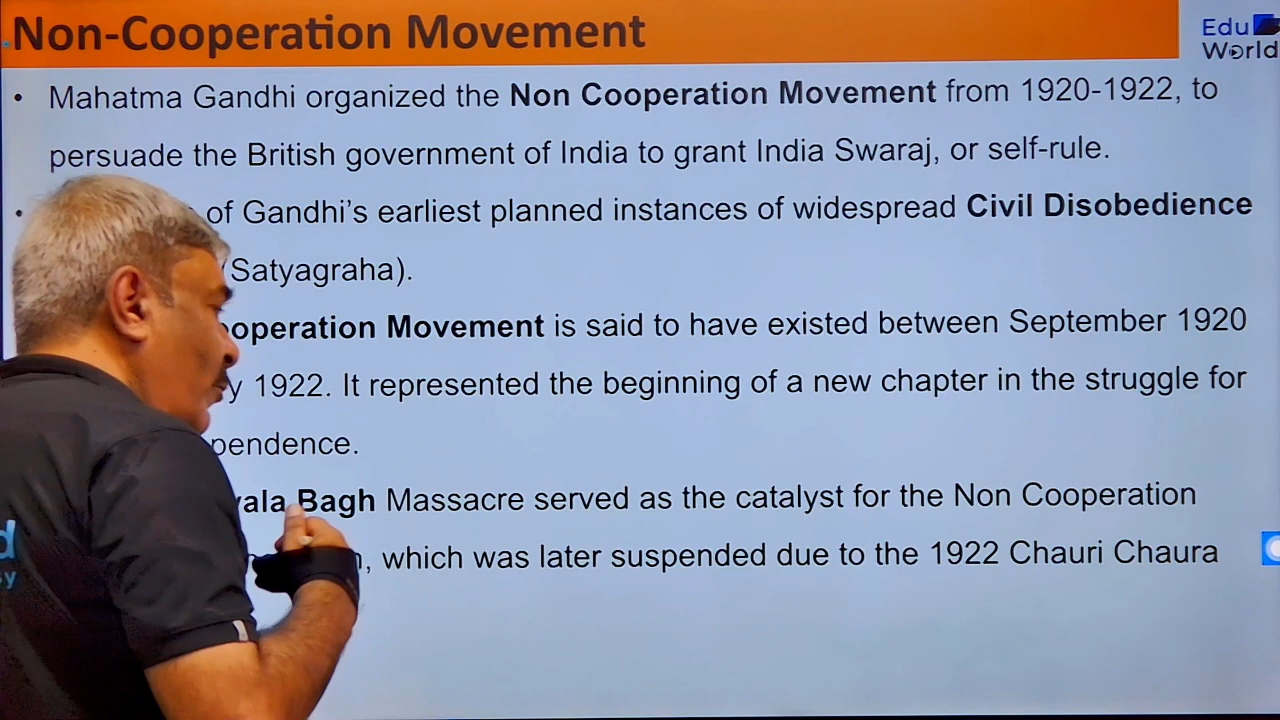 Non-Cooperation Movement
Edu
World
• Mahatma Gandhi organized the Non Cooperation Movement from 1920-1922, to
persuade the British government of India to grant India Swaraj, or self-rule.
• of Gandhi's earliest planned instances of widespread Civil Disobedience
(Satyagraha).
operation Movement is said to have existed between September 1920
y 1922. It represented the beginning of a new chapter in the struggle for
pendence.
wala Bagh Massacre served as the catalyst for the Non Cooperation
, which was later suspended due to the 1922 Chauri Chaura
d
y